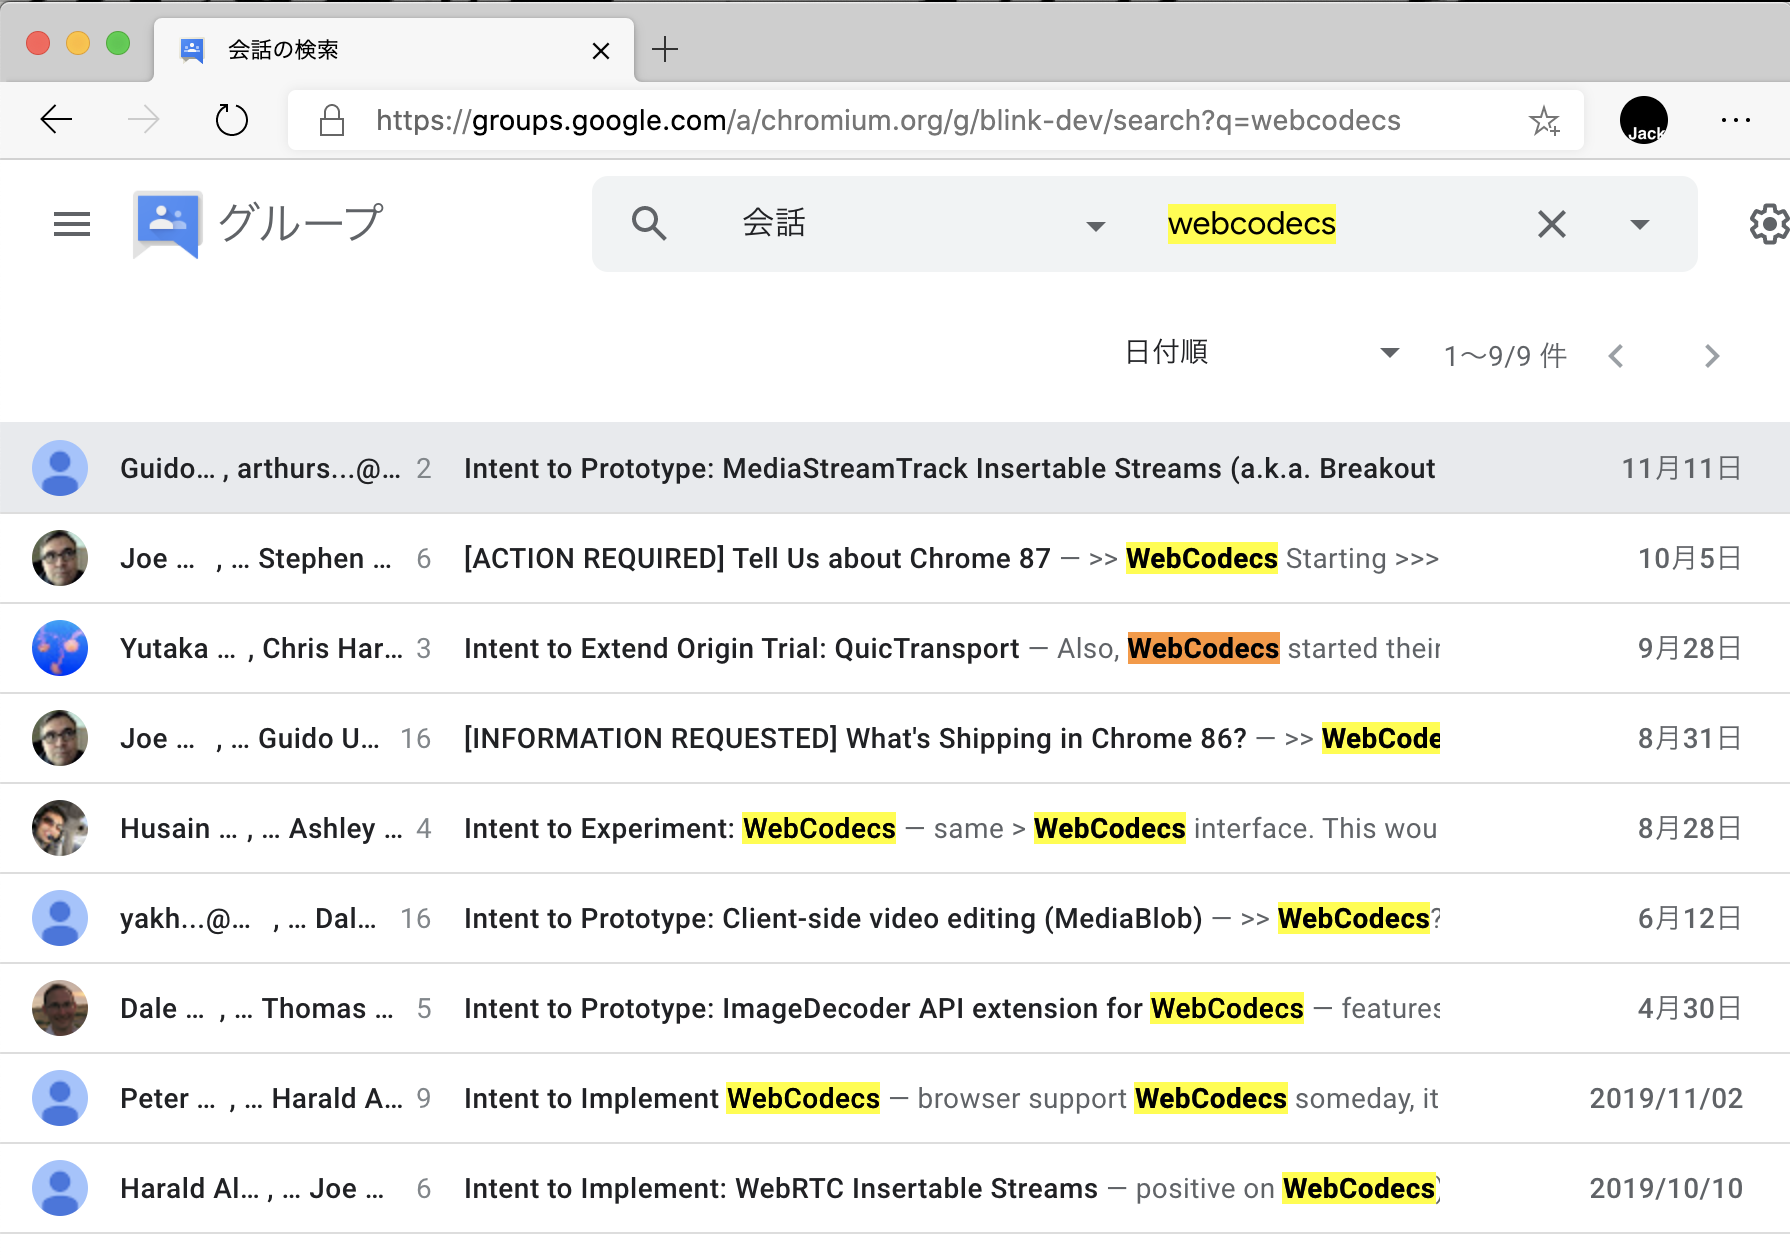 会話の検索
https://groups.google.com/a/chromium.org/g/blink-dev/search?q=webcodecs
Jack
グループ
会話
webcodecs
日付順
1～9/9 件
Guido… , arthurs...@… 2 Intent to Prototype: MediaStreamTrack Insertable Streams (a.k.a. Breakout 11月11日
Joe … , … Stephen … 6 [ACTION REQUIRED] Tell Us about Chrome 87 — >> WebCodecs Starting >>> 10月5日
Yutaka … , Chris Har… 3 Intent to Extend Origin Trial: QuicTransport — Also, WebCodecs started their 9月28日
Joe … , … Guido U… 16 [INFORMATION REQUESTED] What's Shipping in Chrome 86? — >> WebCode 8月31日
Husain … , … Ashley … 4 Intent to Experiment: WebCodecs — same > WebCodecs interface. This wou 8月28日
yakh...@… , … Dal… 16 Intent to Prototype: Client-side video editing (MediaBlob) — >> WebCodecs? 6月12日
Dale … , … Thomas … 5 Intent to Prototype: ImageDecoder API extension for WebCodecs — features 4月30日
Peter … , … Harald A… 9 Intent to Implement WebCodecs — browser support WebCodecs someday, it 2019/11/02
Harald Al… , … Joe … 6 Intent to Implement: WebRTC Insertable Streams — positive on WebCodecs) 2019/10/10